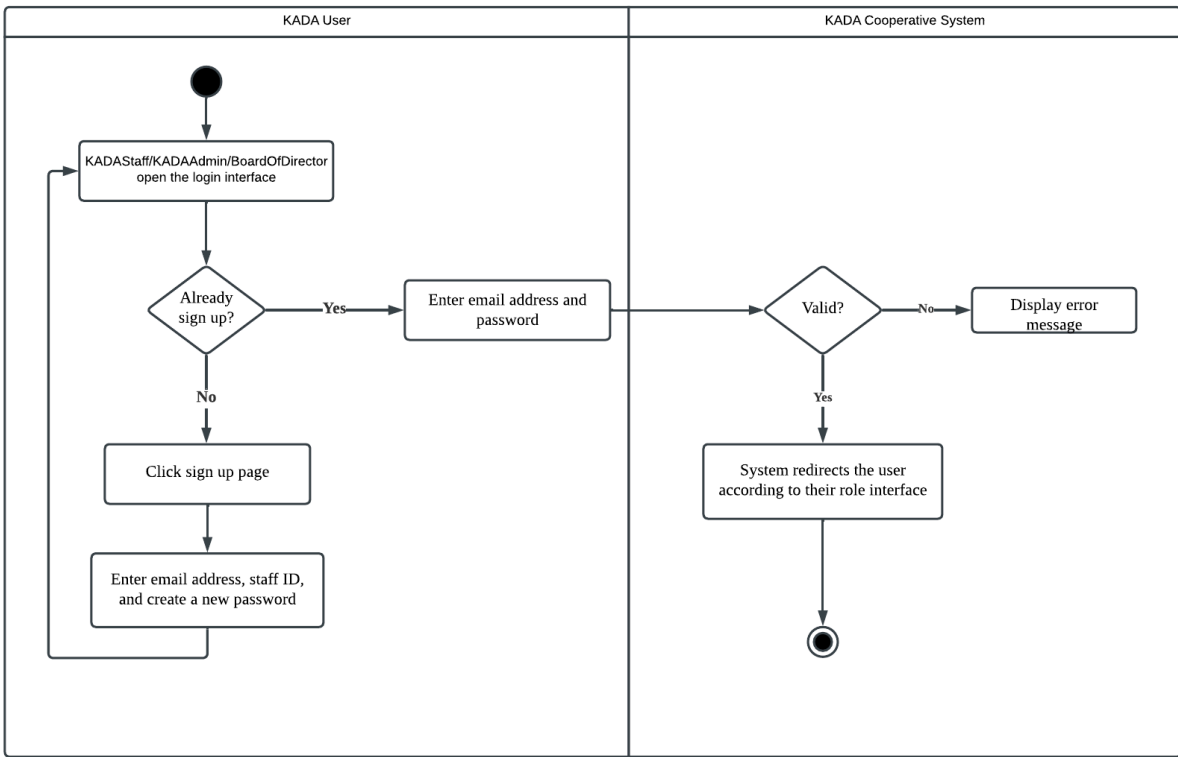 KADA User
KADA Cooperative System
KADAStaff/KADAAdmin/BoardOfDirector
open the login interface
Already
sign up?
Yes
Enter email address and
password
Valid?
No
Display error
message
No
Yes
Click sign up page
System redirects the user
according to their role interface
Enter email address, staff ID,
and create a new password